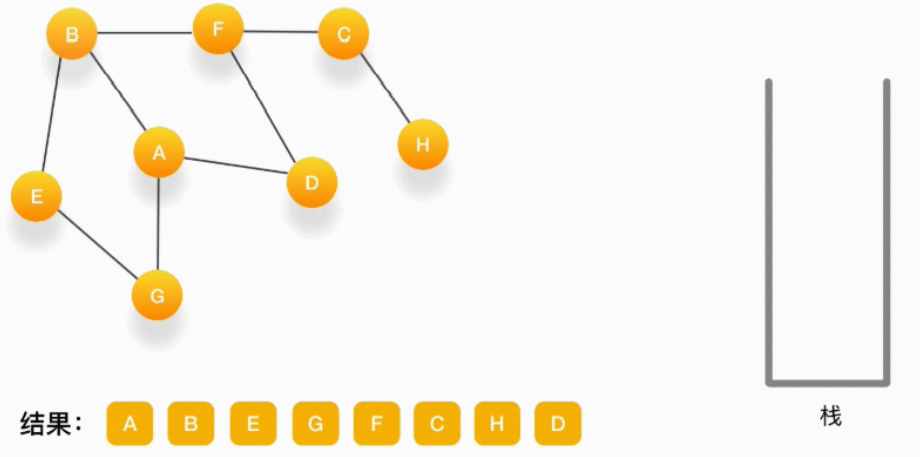 B F C
A H
E D
G
栈
结果： A B E G F C H D